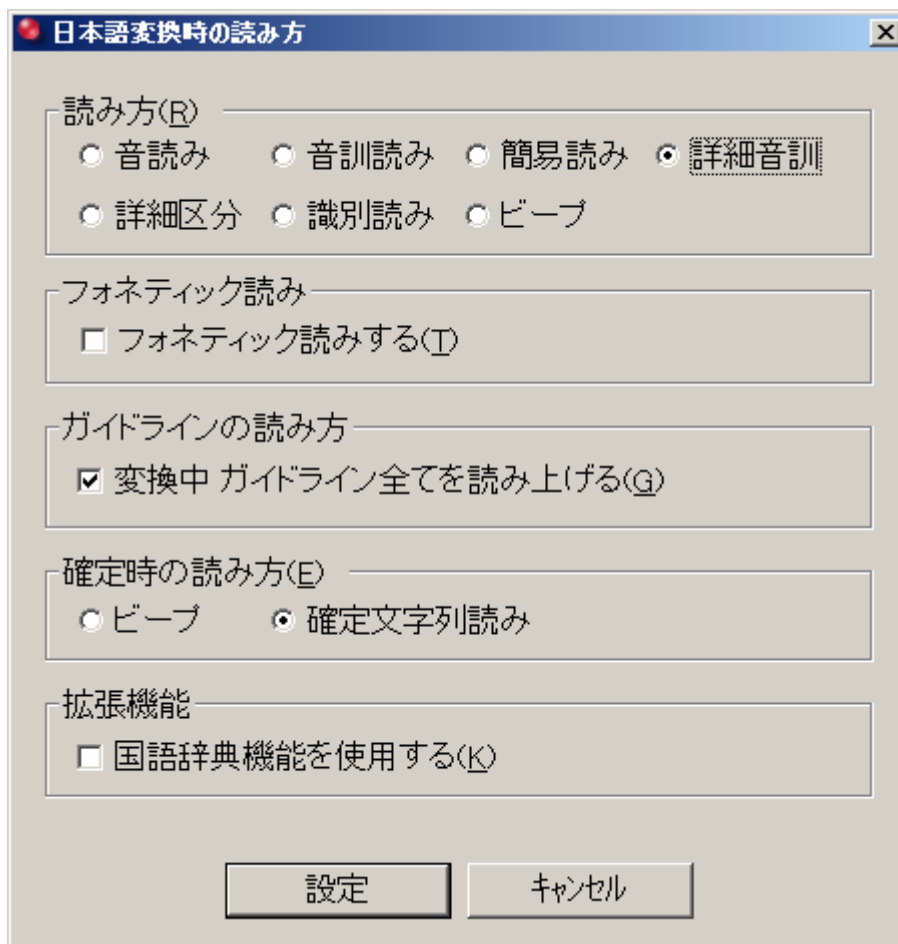 日本語変換時の読み方
読み方(R)
音読み 音訓読み 簡易読み 詳細音訓
詳細区分 識別読み ビープ
フォネティック読み
フォネティック読みする(T)
ガイドラインの読み方
変換中 ガイドライン全てを読み上げる(G)
確定時の読み方(E)
ビープ 確定文字列読み
拡張機能
国語辞典機能を使用する(K)
設定 キャンセル